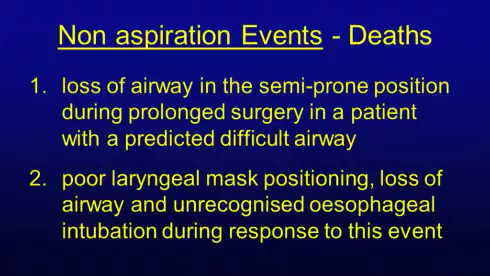 Non aspiration Events - Deaths
1. loss of airway in the semi-prone position
during prolonged surgery in a patient
with a predicted difficult airway
2. poor laryngeal mask positioning, loss of
airway and unrecognised oesophageal
intubation during response to this event